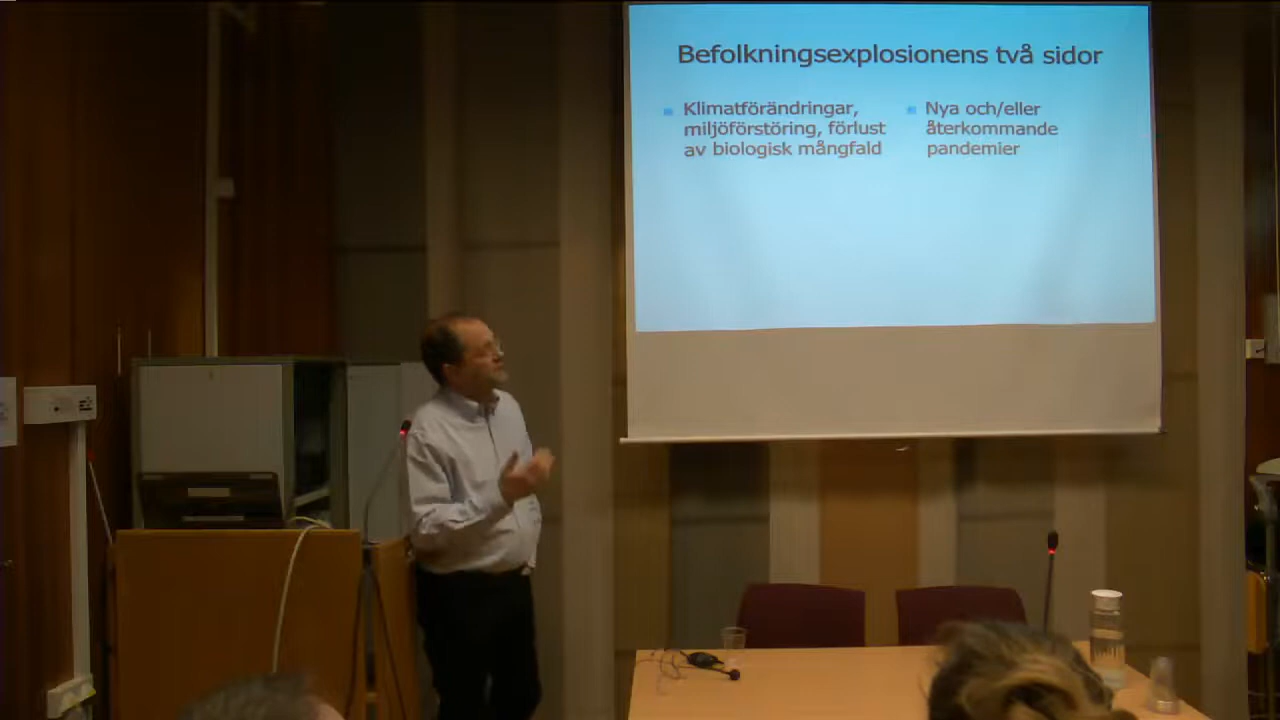 Befolkningsexplosionens två sidor
Klimatförändringar,
miljöförstöring, förlust
av biologisk mångfald
Nya och/eller
återkommande
pandemier